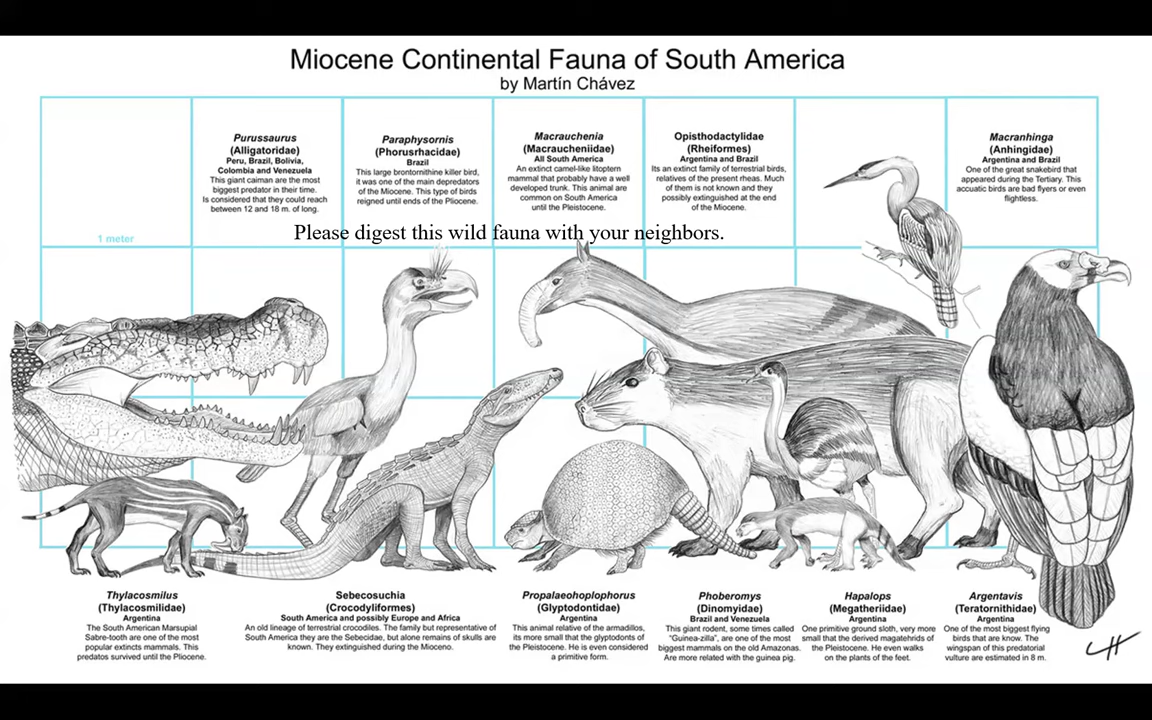 Miocene Continental Fauna of South America
by Martín Chávez
Purussaurus
(Alligatoridae)
Peru, Brazil, Bolivia,
Colombia and Venezuela
This giant caiman are the most
biggest predator in their time.
Is considered that they could reach
between 12 and 18 m. of long.
Paraphysornis
(Phorusrhacidae)
Brazil
This large brontornithine killer bird,
it was one of the main depredators
of the Miocene. This type of birds
reigned until ends of the Pliocene.
Macrauchenia
(Macraucheniidae)
All South America
An extinct camel-like litoptern
mammal that probably have a well
developed trunk. This animal are
common on South America
until the Pleistocene.
Opisthodactylidae
(Rheiformes)
Argentina and Brazil
Its an extinct family of terrestrial birds,
relatives of the present rheas. Much
of them is not known and they
possibly extinguished at the end
of the Miocene.
Macranhinga
(Anhingidae)
Argentina and Brazil
One of the great snakebird that
appeared during the Tertiary. This
accuatic birds are bad flyers or even
flightless.
1 meter
Please digest this wild fauna with your neighbors.
Thylacosmilus
(Thylacosmilidae)
Argentina
The South American Marsupial
Sabre-tooth are one of the most
popular extincts mammals. This
predatos survived until the Pliocene.
Sebecosuchia
(Crocodyliformes)
South America and possibly Europe and Africa
An old lineage of terrestrial crocodiles. The family but representative of
South America they are the Sebecidae, but alone remains of skulls are
known. They extinguished during the Miocene.
Propalaeohoplophorus
(Glyptodontidae)
Argentina
This animal relative of the armadillos,
its more small that the glyptodonts of
the Pleistocene. He is even considered
a primitive form.
Phoberomys
(Dinomyidae)
Brazil and Venezuela
This giant rodent, some times called
"Guinea-zilla", are one of the most
biggest mammals on the old Amazonas.
Are more related with the guinea pig.
Hapalops
(Megatheriidae)
Argentina
One primitive ground sloth, very more
small that the derived magatehrids of
the Pleistocene. He even walks
on the plants of the feet.
Argentavis
(Teratornithidae)
Argentina
One of the most biggest flying
birds that are know. The
wingspan of this predatorial
vulture are estimated in 8 m.